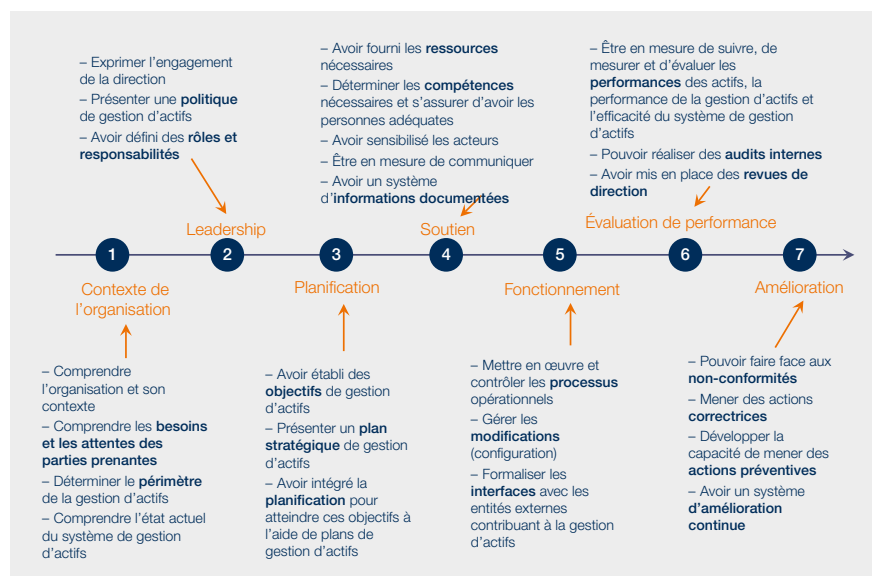 – Exprimer l’engagement
de la direction
– Présenter une politique
de gestion d’actifs
– Avoir défini des rôles et
responsabilités
– Avoir fourni les ressources
nécessaires
– Déterminer les compétences
nécessaires et s’assurer d’avoir les
personnes adéquates
– Avoir sensibilisé les acteurs
– Être en mesure de communiquer
– Avoir un système
d’informations documentées
– Être en mesure de suivre, de
mesurer et d’évaluer les
performances des actifs, la
performance de la gestion d’actifs et
l’efficacité du système de gestion
d’actifs
– Pouvoir réaliser des audits internes
– Avoir mis en place des revues de
direction
Leadership
Soutien
Évaluation de performance
1
2
3
4
5
6
7
Contexte de
l’organisation
Planification
Fonctionnement
Amélioration
– Comprendre
l’organisation et son
contexte
– Comprendre les besoins
et les attentes des
parties prenantes
– Déterminer le périmètre
de la gestion d’actifs
– Comprendre l’état actuel
du système de gestion
d’actifs
– Avoir établi des
objectifs de gestion
d’actifs
– Présenter un plan
stratégique de gestion
d’actifs
– Avoir intégré la
planification pour
atteindre ces objectifs à
l’aide de plans de
gestion d’actifs
– Mettre en œuvre et
contrôler les processus
opérationnels
– Gérer les
modifications
(configuration)
– Formaliser les
interfaces avec les
entités externes
contribuant à la gestion
d’actifs
– Pouvoir faire face aux
non-conformités
– Mener des actions
correctrices
– Développer la
capacité de mener des
actions préventives
– Avoir un système
d’amélioration
continue